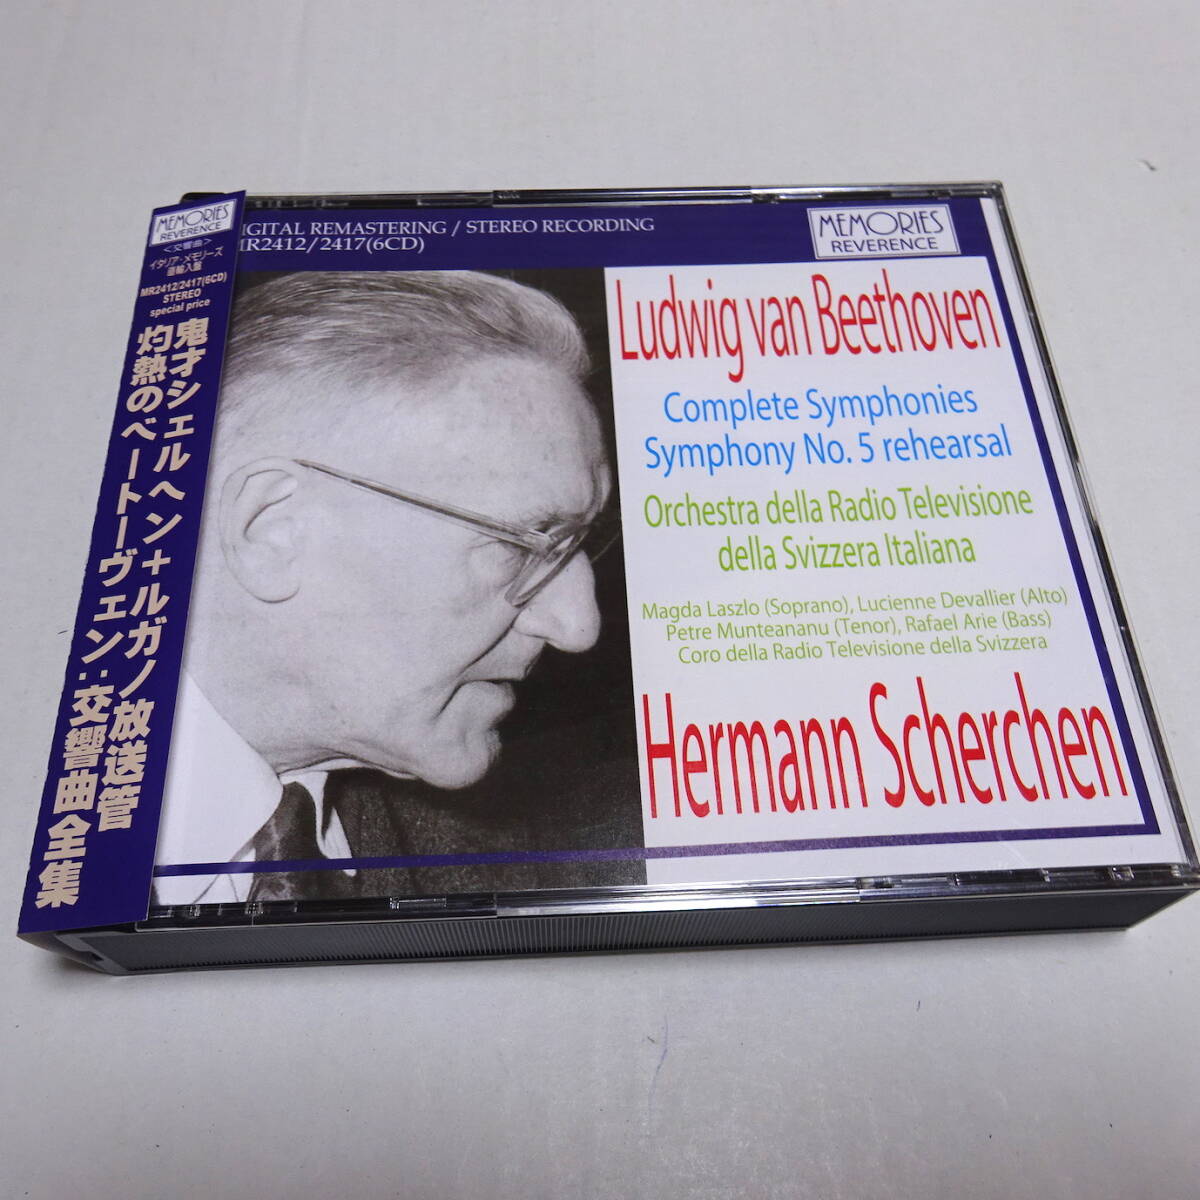 MEMORIES
REVERENCE
<交響曲>
イタリア・メモリーズ
直輸入盤
MR2412/2417(6CD)
STEREO
special price
鬼才シェルヘン+ルガノ放送管
灼熱のベートーヴェン:交響曲全集
IGITAL REMASTERING / STEREO RECORDING
MR2412/2417(6CD)
MEMORIES
REVERENCE
Ludwig van Beethoven
Complete Symphonies
Symphony No. 5 rehearsal
Orchestra della Radio Televisione
della Svizzera Italiana
Magda Laszlo (Soprano), Lucienne Devallier (Alto)
Petre Munteananu (Tenor), Rafael Arie (Bass)
Coro della Radio Televisione della Svizzera
Hermann Scherchen